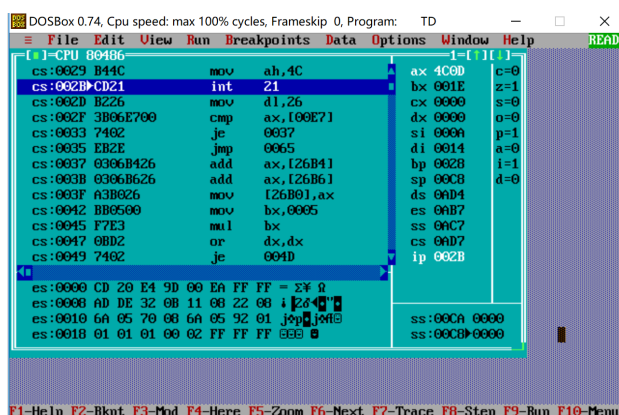 DOSBox 0.74, Cpu speed: max 100% cycles, Frameskip 0, Program: TD
≡ File Edit View Run Breakpoints Data Options Window Help READ
[■]=CPU 80486 1=[↑][↓]
cs:0029 B44C mov ah,4C ax 4C0D c=0
cs:002B►CD21 int 21 bx 001E z=1
cs:002D B226 mov dl,26 cx 0000 s=0
cs:002F 3B06E700 cmp ax,[00E7] dx 0000 o=0
cs:0033 7402 je 0037 si 000A p=1
cs:0035 EB2E jmp 0065 di 0014 a=0
cs:0037 0306B426 add ax,[26B4] bp 0028 i=1
cs:003B 0306B626 add ax,[26B6] sp 00C8 d=0
cs:003F A3B026 mov [26B0],ax ds 0AD4
cs:0042 BB0500 mov bx,0005 es 0AB7
cs:0045 F7E3 mul bx ss 0AC7
cs:0047 0BD2 or dx,dx cs 0AD7
cs:0049 7402 je 004D ip 002B
es:0000 CD 20 E4 9D 00 EA FF FF = Σ¥ Ω
es:0008 AD DE 32 0B 11 08 22 08
es:0010 6A 05 70 08 6A 05 92 01 ss:00CA 0000
es:0018 01 01 01 00 02 FF FF FF ss:00C8►0000
F1-Help F2-Bkpt F3-Mod F4-Here F5-Zoom F6-Next F7-Trace F8-Step F9-Run F10-Menu